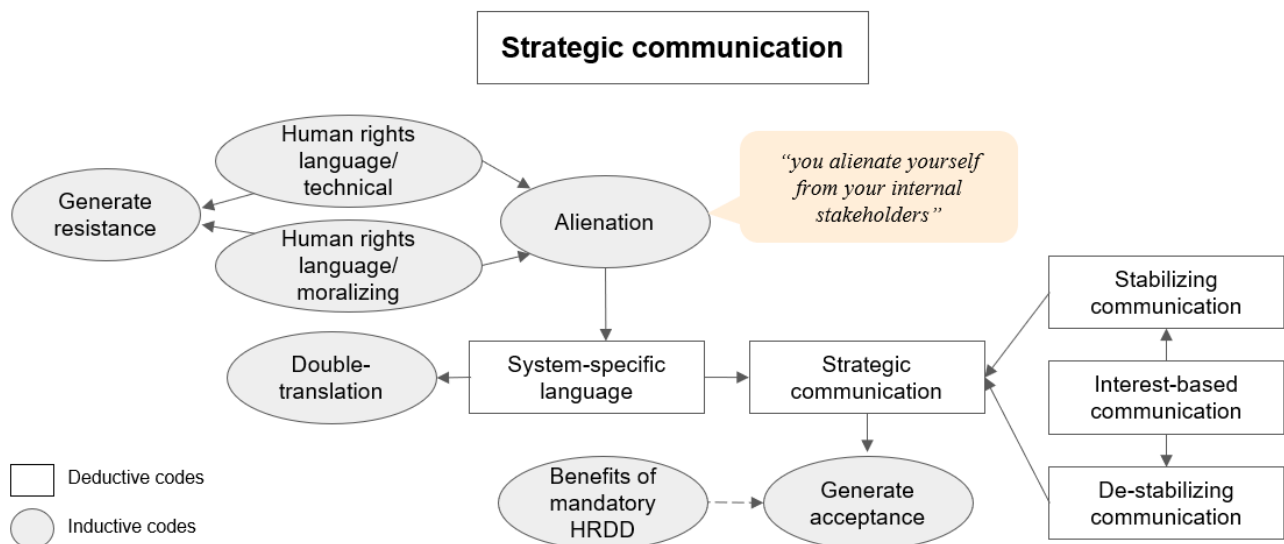 Strategic communication
Human rights
language/
technical
Generate
resistance
Human rights
language/
moralizing
Alienation
“you alienate yourself
from your internal
stakeholders”
Stabilizing
communication
Double-
translation
System-specific
language
Strategic
communication
Interest-based
communication
Deductive codes
Inductive codes
Benefits of
mandatory
HRDD
Generate
acceptance
De-stabilizing
communication